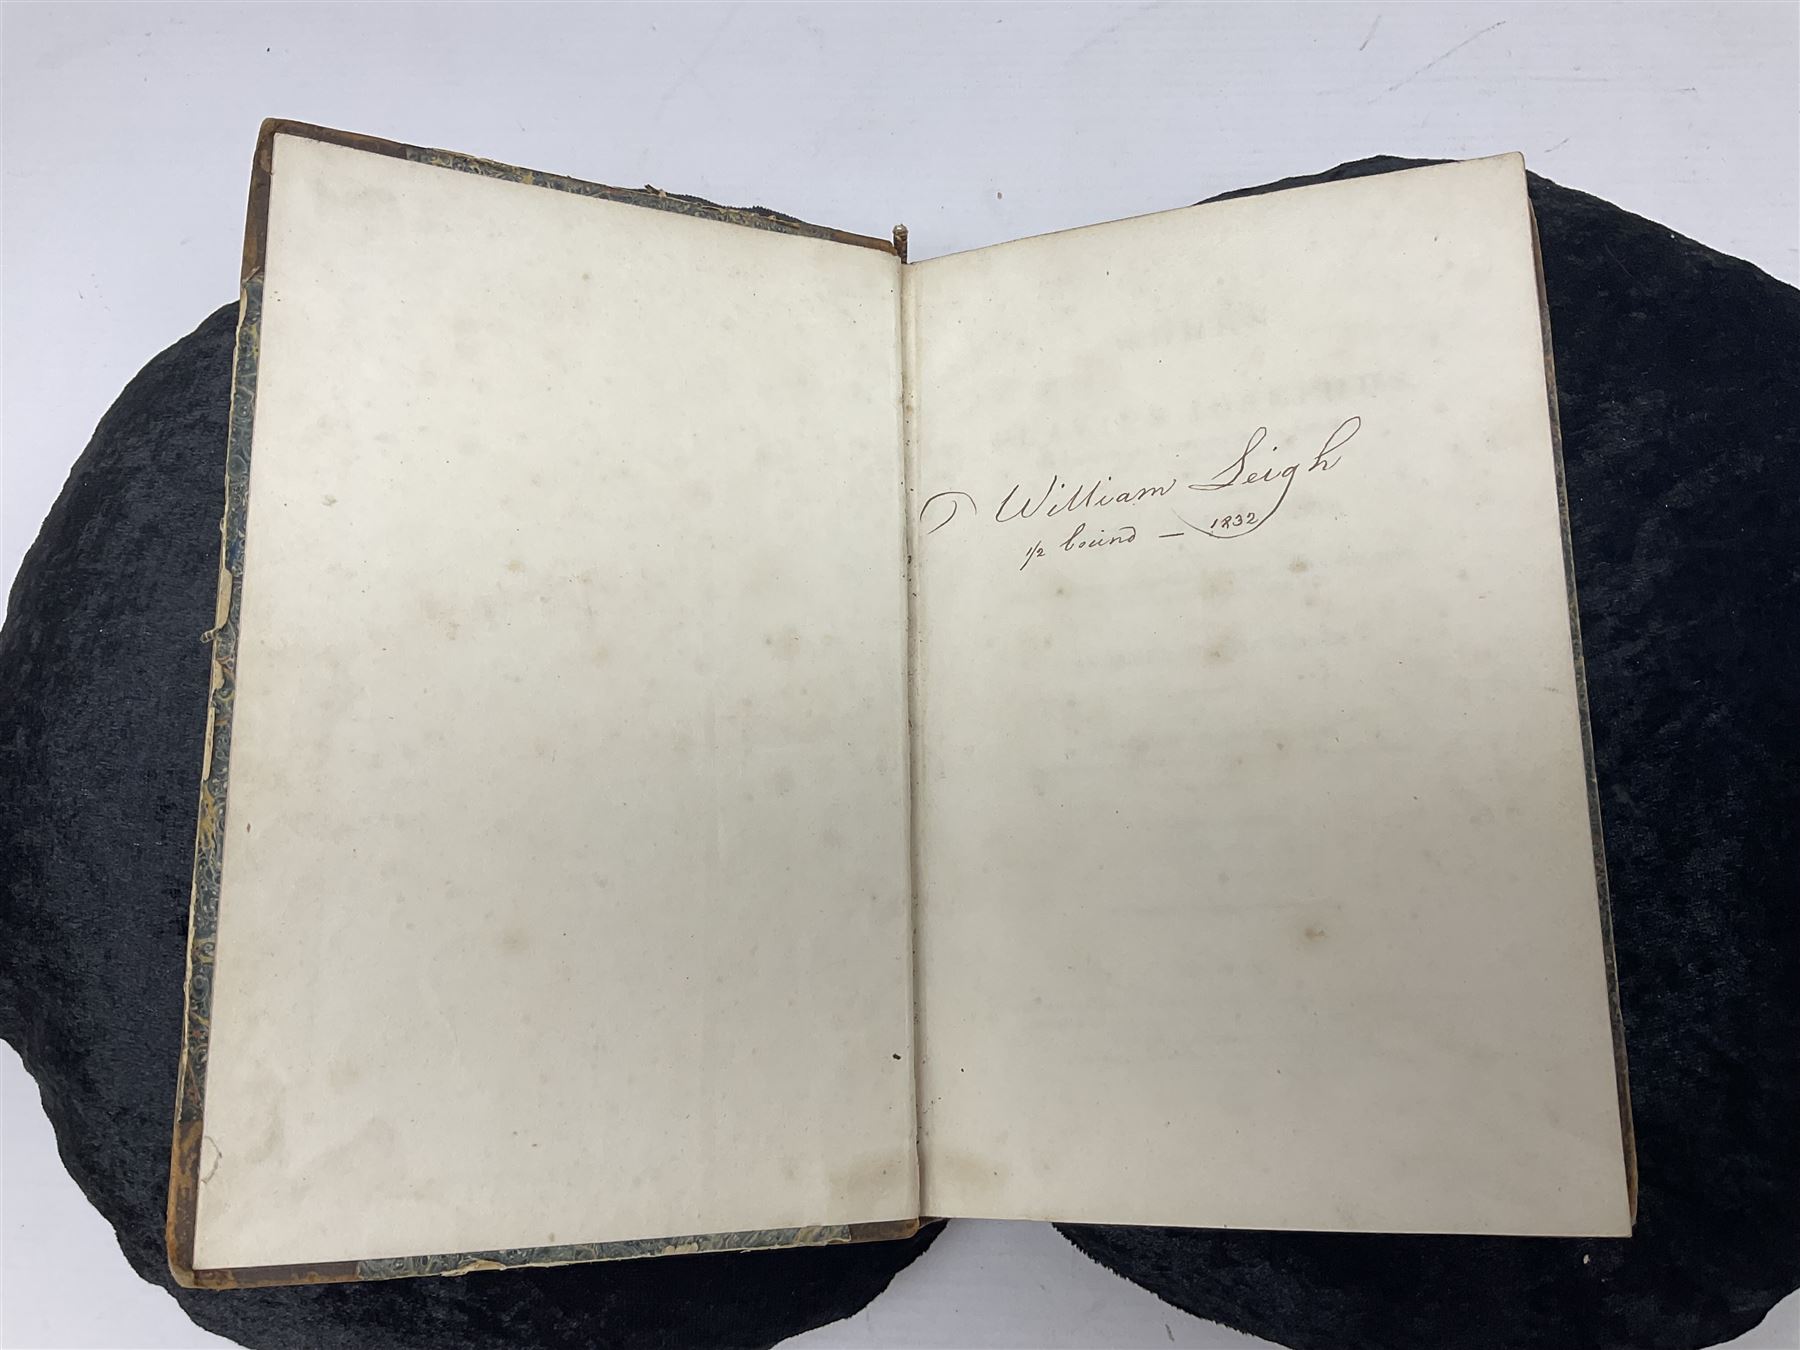 William Leigh
1/2 bound — 1832